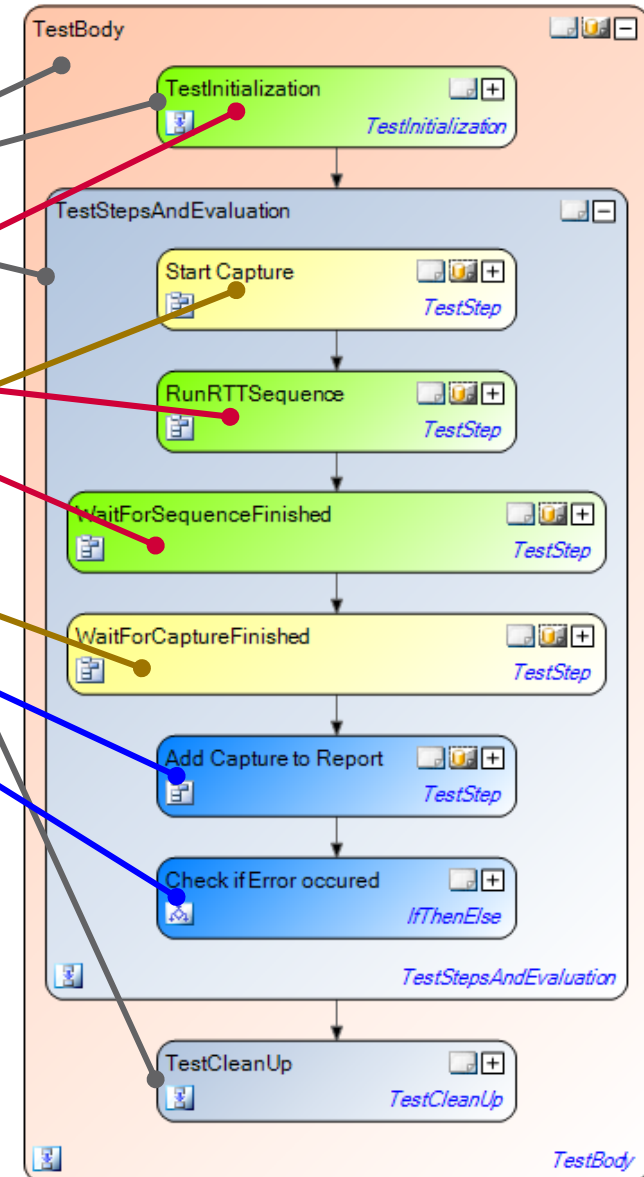 TestBody
TestInitialization
TestInitialization
TestStepsAndEvaluation
Start Capture
TestStep
RunRTTSequence
TestStep
WaitForSequenceFinished
TestStep
WaitForCaptureFinished
TestStep
Add Capture to Report
TestStep
Check if Error occured
IfThenElse
TestStepsAndEvaluation
TestCleanUp
TestCleanUp
TestBody